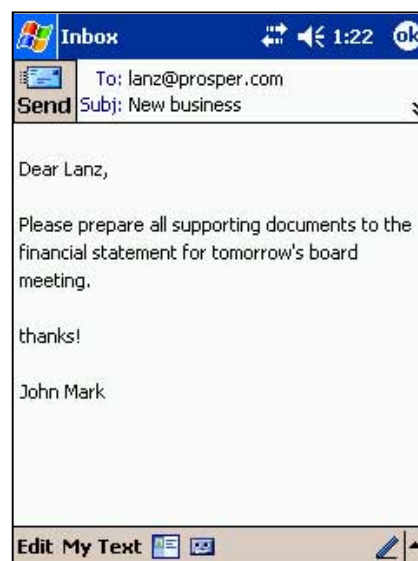 Inbox 1:22 ok
Send To: lanz@prosper.com
Subj: New business
Dear Lanz,
Please prepare all supporting documents to the
financial statement for tomorrow's board
meeting.
thanks!
John Mark
Edit My Text